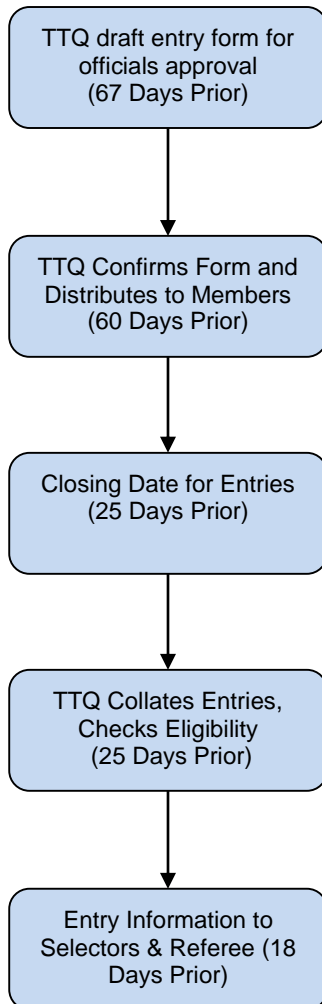 TTQ draft entry form for
officials approval
(67 Days Prior)
TTQ Confirms Form and
Distributes to Members
(60 Days Prior)
Closing Date for Entries
(25 Days Prior)
TTQ Collates Entries,
Checks Eligibility
(25 Days Prior)
Entry Information to
Selectors & Referee (18
Days Prior)